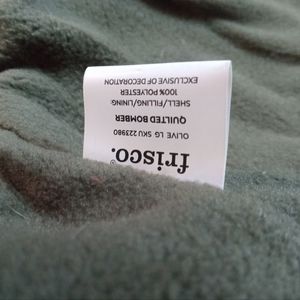 frisco.®
OLIVE LG SKU 223980
QUILTED BOMBER
SHELL/FILLING/LINING:
100% POLYESTER
EXCLUSIVE OF DECORATION